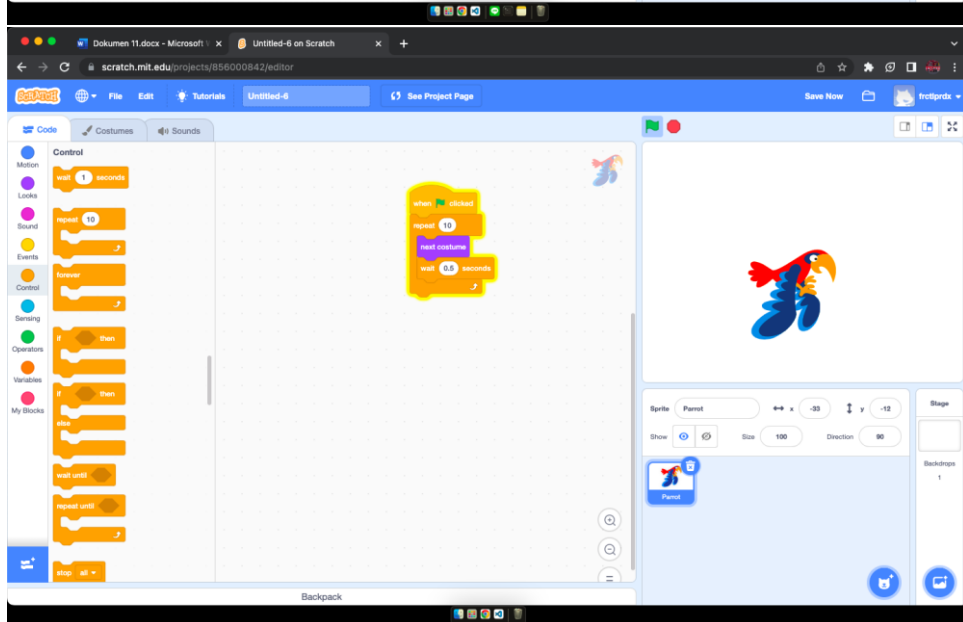 Dokumen 11.docx - Microsoft
Untitled-6 on Scratch
scratch.mit.edu/projects/856000842/editor
SCRATCH
File
Edit
Tutorials
Untitled-6
See Project Page
Save Now
frctlprdx
Code
Costumes
Sounds
Motion
Looks
Sound
Events
Control
Sensing
Operators
Variables
My Blocks
Control
wait 1 seconds
repeat 10
forever
if then
if then
else
wait until
repeat until
stop all
when clicked
repeat 10
next costume
wait 0.5 seconds
Sprite Parrot x -33 y -12
Show Size 100 Direction 90
Parrot
Stage
Backdrops
1
Backpack